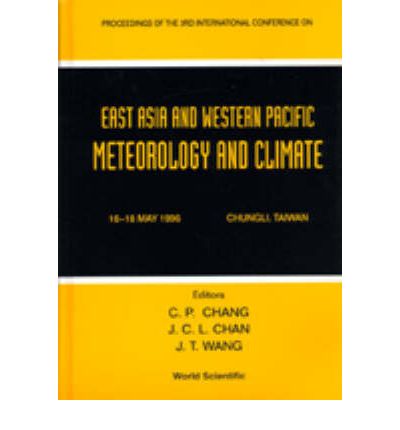 PROCEEDINGS OF THE 3RD INTERNATIONAL CONFERENCE ON
EAST ASIA AND WESTERN PACIFIC
METEOROLOGY AND CLIMATE
16–18 MAY 1996 CHUNGLI, TAIWAN
Editors
C. P. CHANG
J. C. L. CHAN
J. T. WANG
World Scientific